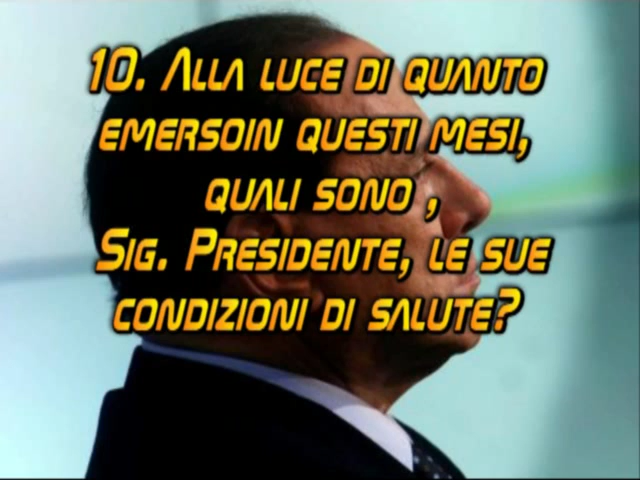 10. Alla luce di quanto
emersoin questi mesi,
quali sono ,
Sig. Presidente, le sue
condizioni di salute?